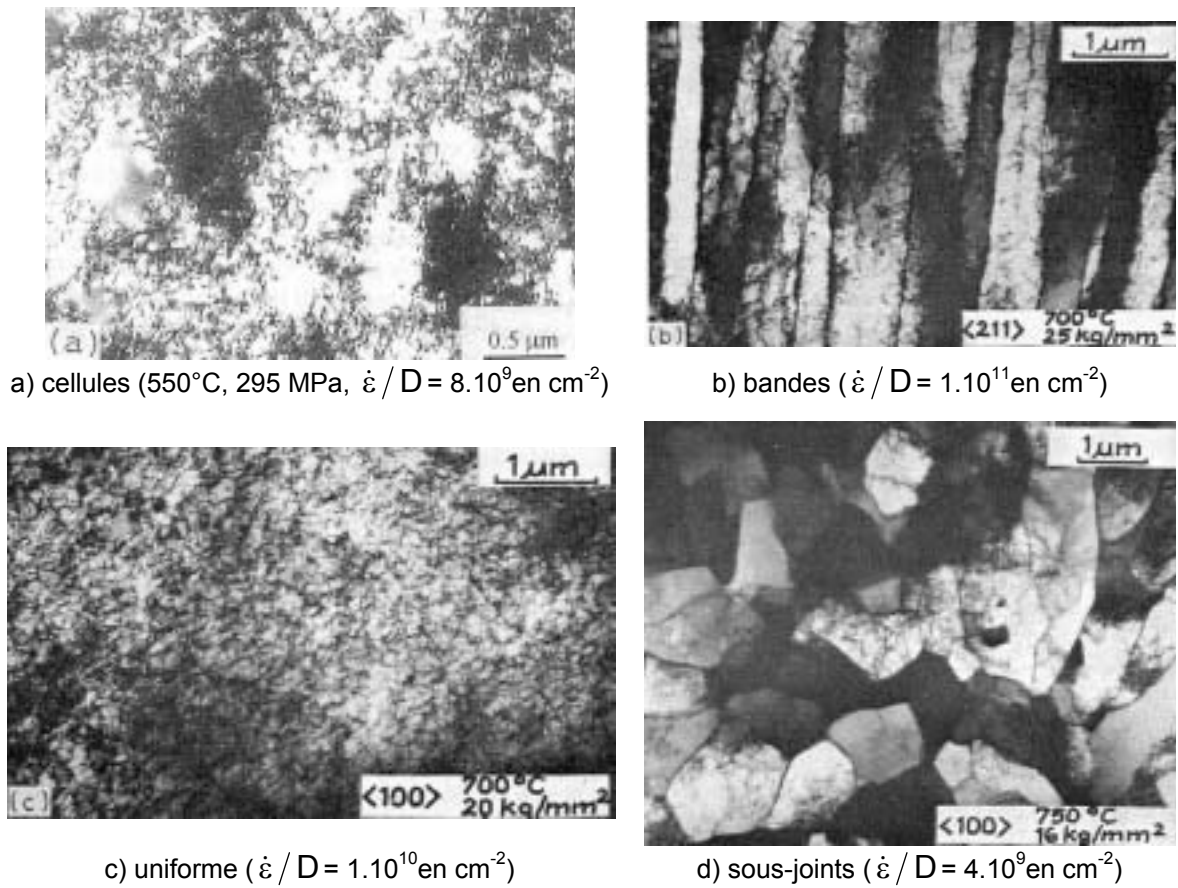 (a)
0.5 µm
1µm
(b)
<211> 700°C
25 kg/mm²
a) cellules (550°C, 295 MPa, ε̇ / D = 8.10⁹en cm⁻²)
b) bandes ( ε̇ / D = 1.10¹¹en cm⁻²)
1µm
(c)
<100> 700°C
20 kg/mm²
1µm
<100> 750°C
16 kg/mm²
c) uniforme ( ε̇ / D = 1.10¹⁰en cm⁻²)
d) sous-joints ( ε̇ / D = 4.10⁹en cm⁻²)